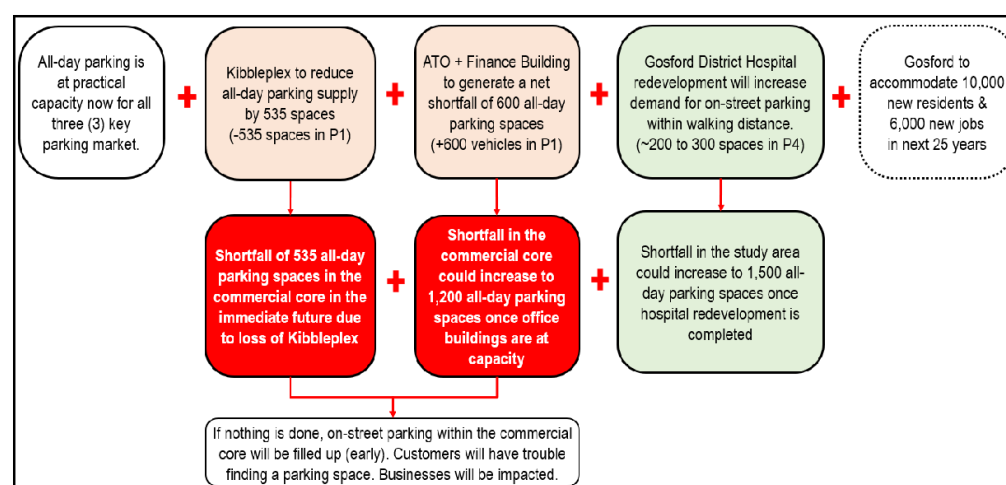 All-day parking is
at practical
capacity now for all
three (3) key
parking market.
+
Kibbleplex to reduce
all-day parking supply
by 535 spaces
(-535 spaces in P1)
+
ATO + Finance Building
to generate a net
shortfall of 600 all-day
parking spaces
(+600 vehicles in P1)
+
Gosford District Hospital
redevelopment will increase
demand for on-street parking
within walking distance.
(~200 to 300 spaces in P4)
+
Gosford to
accommodate 10,000
new residents &
6,000 new jobs
in next 25 years
Shortfall of 535 all-day
parking spaces in the
commercial core in the
immediate future due
to loss of Kibbleplex
+
Shortfall in the
commercial core
could increase to
1,200 all-day parking
spaces once office
buildings are at
capacity
+
Shortfall in the study area
could increase to 1,500 all-
day parking spaces once
hospital redevelopment is
completed
If nothing is done, on-street parking within the commercial
core will be filled up (early). Customers will have trouble
finding a parking space. Businesses will be impacted.